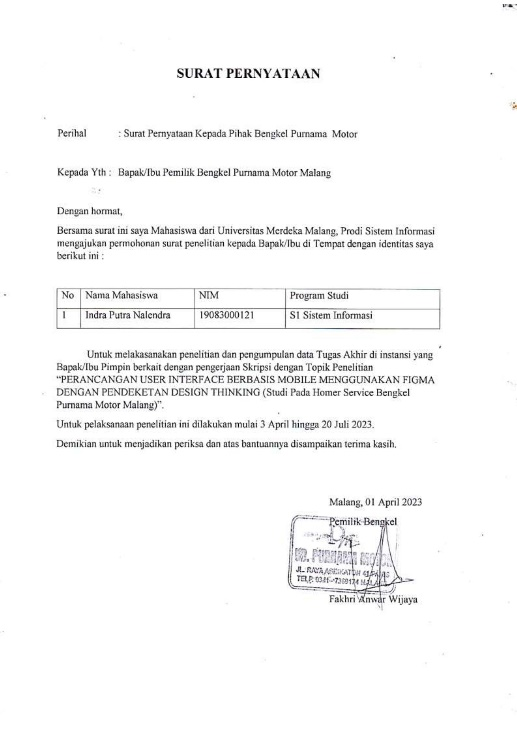 SURAT PERNYATAAN
Perihal : Surat Pernyataan Kepada Pihak Bengkel Purnama Motor
Kepada Yth : Bapak/Ibu Pemilik Bengkel Purnama Motor Malang
Dengan hormat,
Bersama surat ini saya Mahasiswa dari Universitas Merdeka Malang, Prodi Sistem Informasi
mengajukan permohonan surat penelitian kepada Bapak/Ibu di Tempat dengan identitas saya
berikut ini :
No Nama Mahasiswa NIM Program Studi
1 Indra Putra Nalendra 19083000121 S1 Sistem Informasi
Untuk melakasanakan penelitian dan pengumpulan data Tugas Akhir di instansi yang
Bapak/Ibu Pimpin berkait dengan pengerjaan Skripsi dengan Topik Penelitian
“PERANCANGAN USER INTERFACE BERBASIS MOBILE MENGGUNAKAN FIGMA
DENGAN PENDEKETAN DESIGN THINKING (Studi Pada Homer Service Bengkel
Purnama Motor Malang)”.
Untuk pelaksanaan penelitian ini dilakukan mulai 3 April hingga 20 Juli 2023.
Demikian untuk menjadikan periksa dan atas bantuannya disampaikan terima kasih.
Malang, 01 April 2023
Pemilik Bengkel
PURNAMA
JL. RAYA
TELP. 0341-
Fakhri Anwar Wijaya